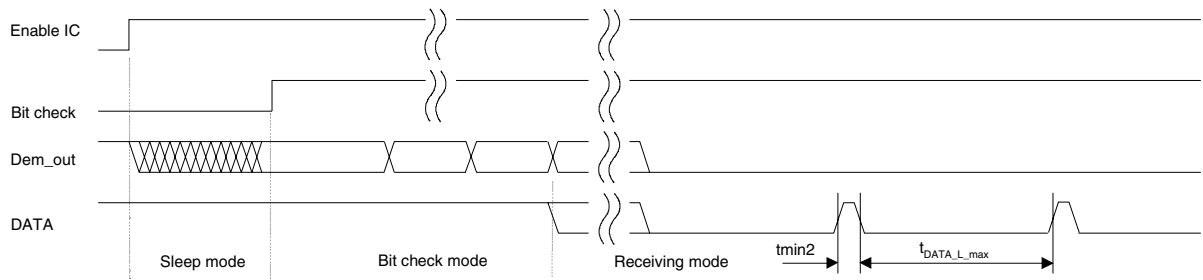 Enable IC
Bit check
Dem_out
DATA
tmin2
tDATA_L_max
Sleep mode
Bit check mode
Receiving mode